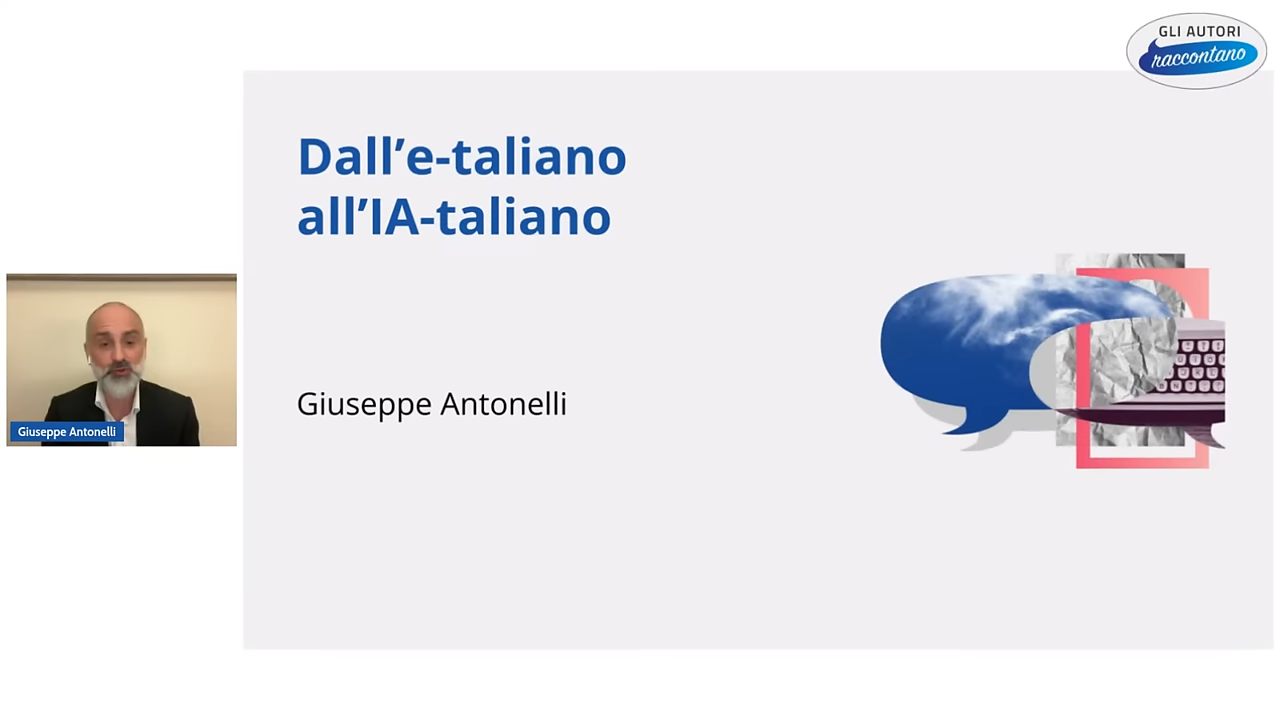 GLI AUTORI
raccontano
Dall’e-taliano
all’IA-taliano
Giuseppe Antonelli
Giuseppe Antonelli